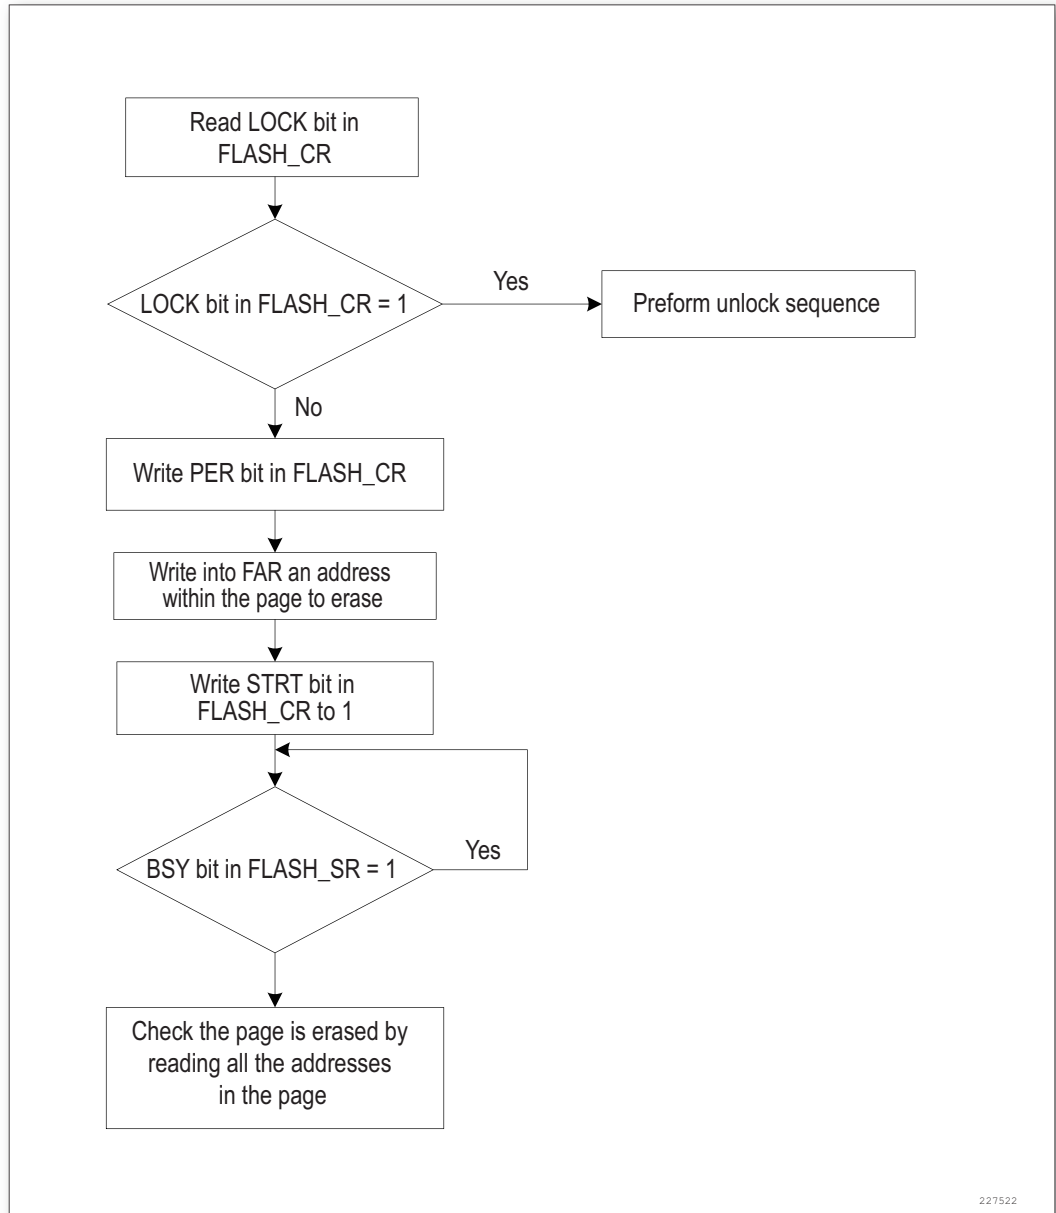 Read LOCK bit in
FLASH_CR
LOCK bit in FLASH_CR = 1
Yes
Preform unlock sequence
No
Write PER bit in FLASH_CR
Write into FAR an address
within the page to erase
Write STRT bit in
FLASH_CR to 1
BSY bit in FLASH_SR = 1
Yes
Check the page is erased by
reading all the addresses
in the page
227522